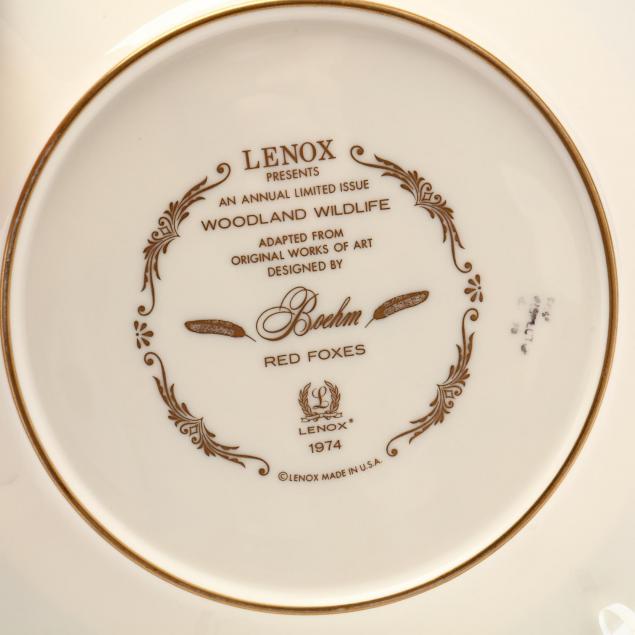 LENOX
PRESENTS
AN ANNUAL LIMITED ISSUE
WOODLAND WILDLIFE
ADAPTED FROM
ORIGINAL WORKS OF ART
DESIGNED BY
Boehm
RED FOXES
L
LENOX®
1974
©LENOX MADE IN U.S.A.